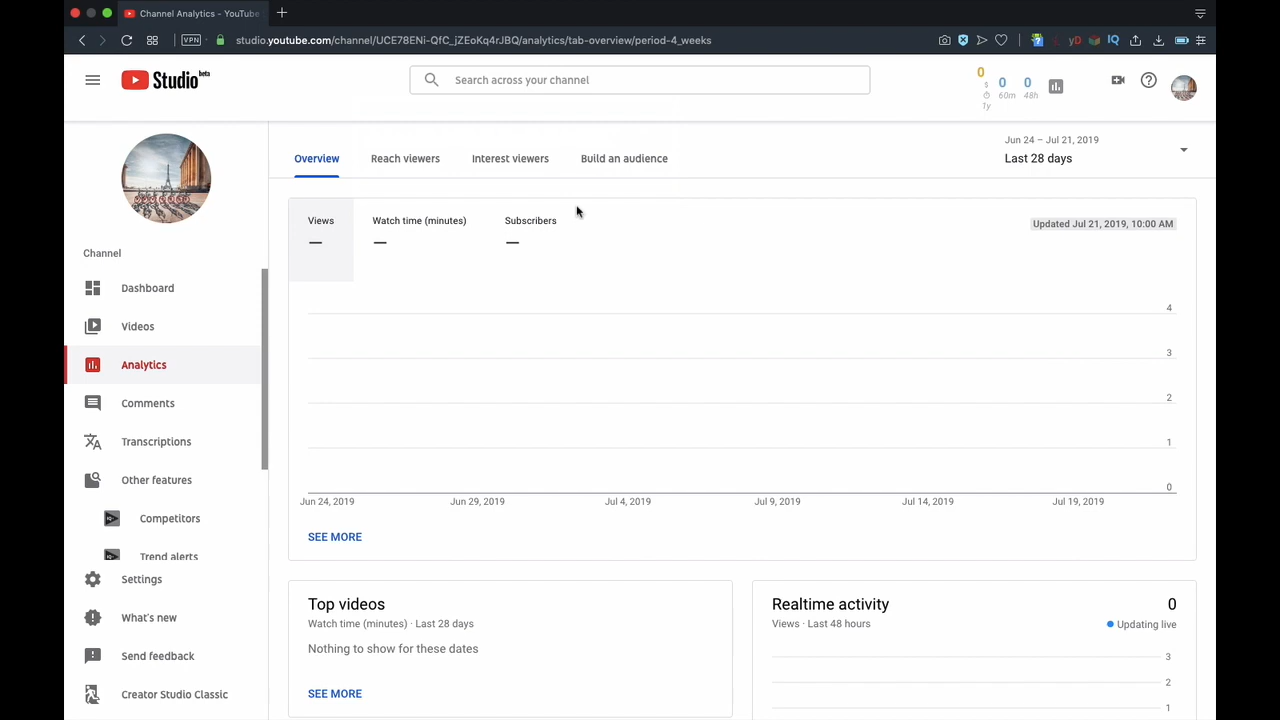 Channel Analytics - YouTube
VPN
studio.youtube.com/channel/UCE78ENi-QfC_jZEoKq4rJBQ/analytics/tab-overview/period-4_weeks
yD
IQ
Studio beta
Search across your channel
0
$
1y
0
60m
0
48h
Channel
Dashboard
Videos
Analytics
Comments
Transcriptions
Other features
Competitors
Trend alerts
Settings
What's new
Send feedback
Creator Studio Classic
Overview
Reach viewers
Interest viewers
Build an audience
Jun 24 – Jul 21, 2019
Last 28 days
Views
—
Watch time (minutes)
—
Subscribers
—
Updated Jul 21, 2019, 10:00 AM
4
3
2
1
0
Jun 24, 2019
Jun 29, 2019
Jul 4, 2019
Jul 9, 2019
Jul 14, 2019
Jul 19, 2019
SEE MORE
Top videos
Watch time (minutes) · Last 28 days
Nothing to show for these dates
SEE MORE
Realtime activity
0
Views · Last 48 hours
Updating live
3
2
1